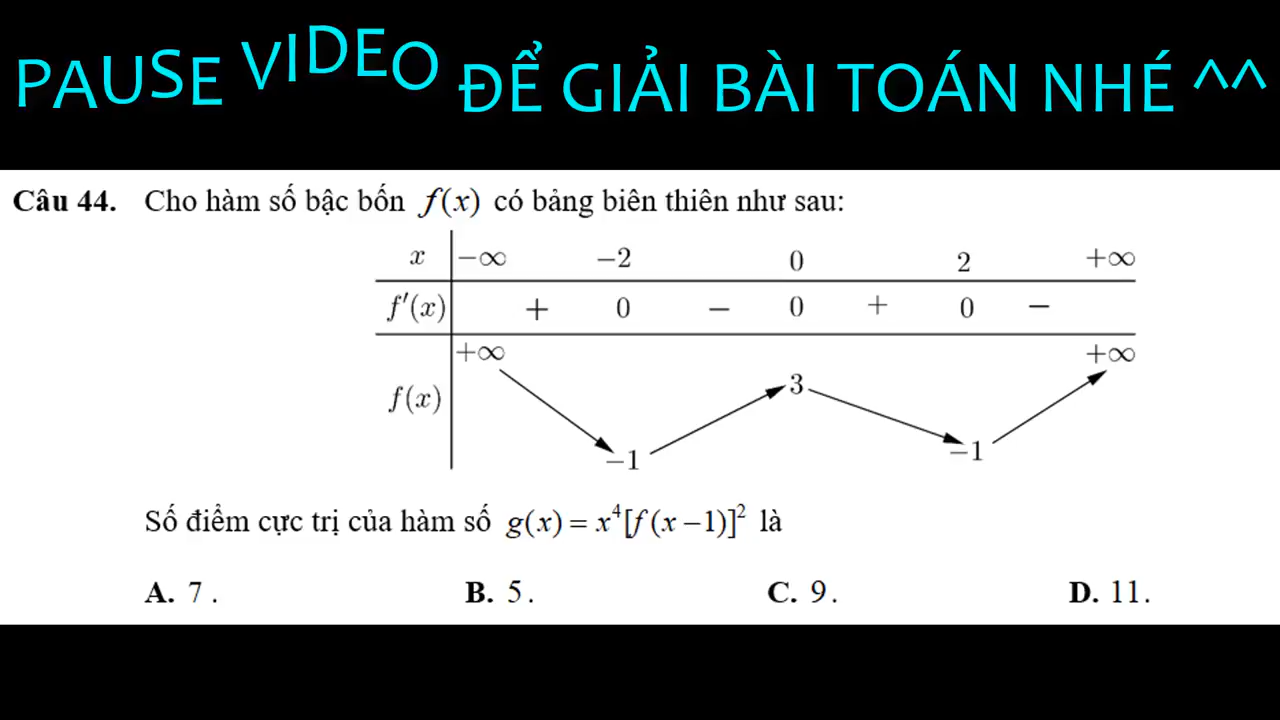 PAUSE VIDEO ĐỂ GIẢI BÀI TOÁN NHÉ ^^
Câu 44. Cho hàm số bậc bốn f(x) có bảng biến thiên như sau:
x −∞ −2 0 2 +∞
f′(x) + 0 − 0 + 0 −
+∞ +∞
3
f(x)
−1 −1
Số điểm cực trị của hàm số g(x) = x⁴[f(x−1)]² là
A. 7 . B. 5 . C. 9 . D. 11.